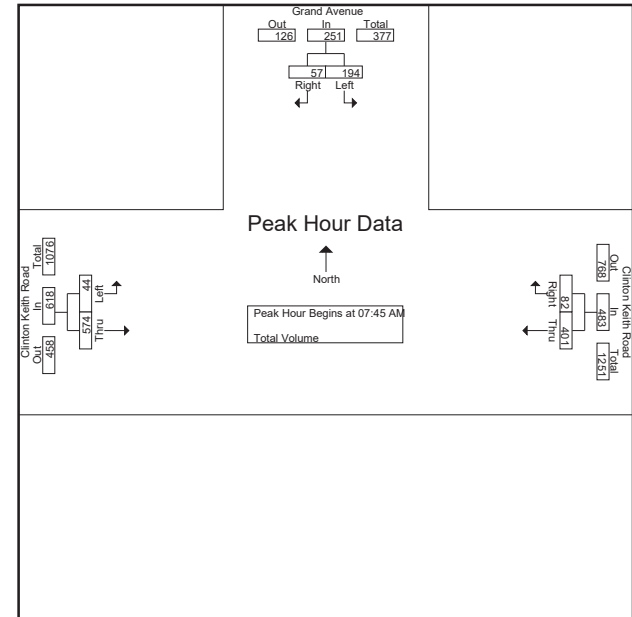 Grand Avenue
Out In Total
126 251 377
57 194
Right Left
Peak Hour Data
North
Peak Hour Begins at 07:45 AM
Total Volume
Clinton Keith Road
Out In Total
458 618 1076
Left Thru
44 574
Clinton Keith Road
Out In Total
768 483 1251
Right Thru
82 401